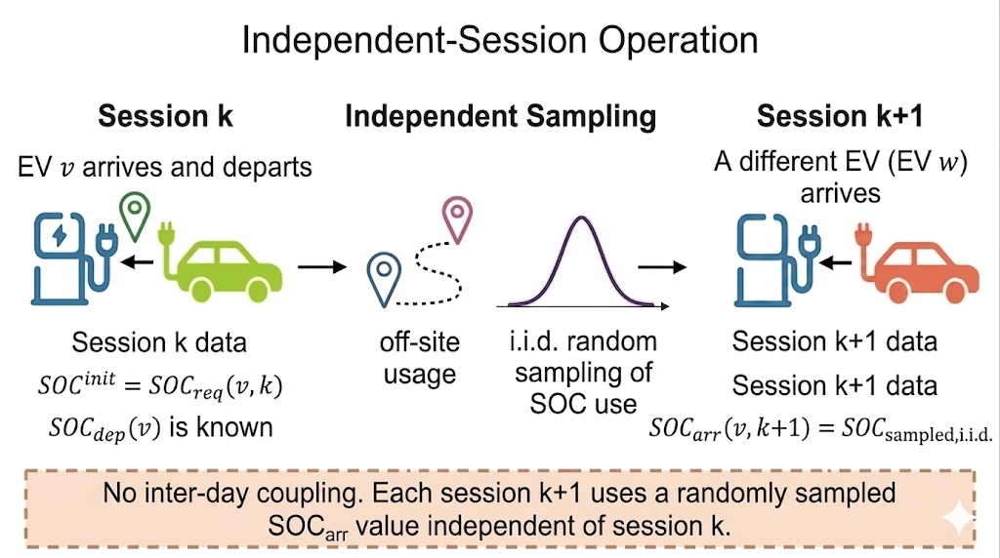 Independent-Session Operation
Session k
EV v arrives and departs
Session k data
SOC^init = SOC_req(v, k)
SOC_dep(v) is known
Independent Sampling
off-site
usage
i.i.d. random
sampling of
SOC use
Session k+1
A different EV (EV w)
arrives
Session k+1 data
Session k+1 data
SOC_arr(v, k+1) = SOC_sampled,i.i.d.
No inter-day coupling. Each session k+1 uses a randomly sampled
SOC_arr value independent of session k.